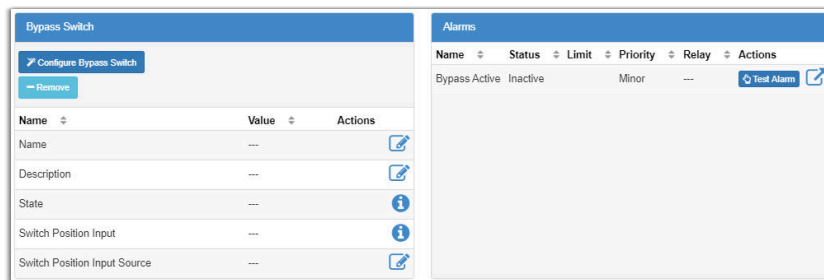 Bypass Switch
Configure Bypass Switch
Remove
Name Value Actions
Name ---
Description ---
State ---
Switch Position Input ---
Switch Position Input Source ---
Alarms
Name Status Limit Priority Relay Actions
Bypass Active Inactive Minor --- Test Alarm